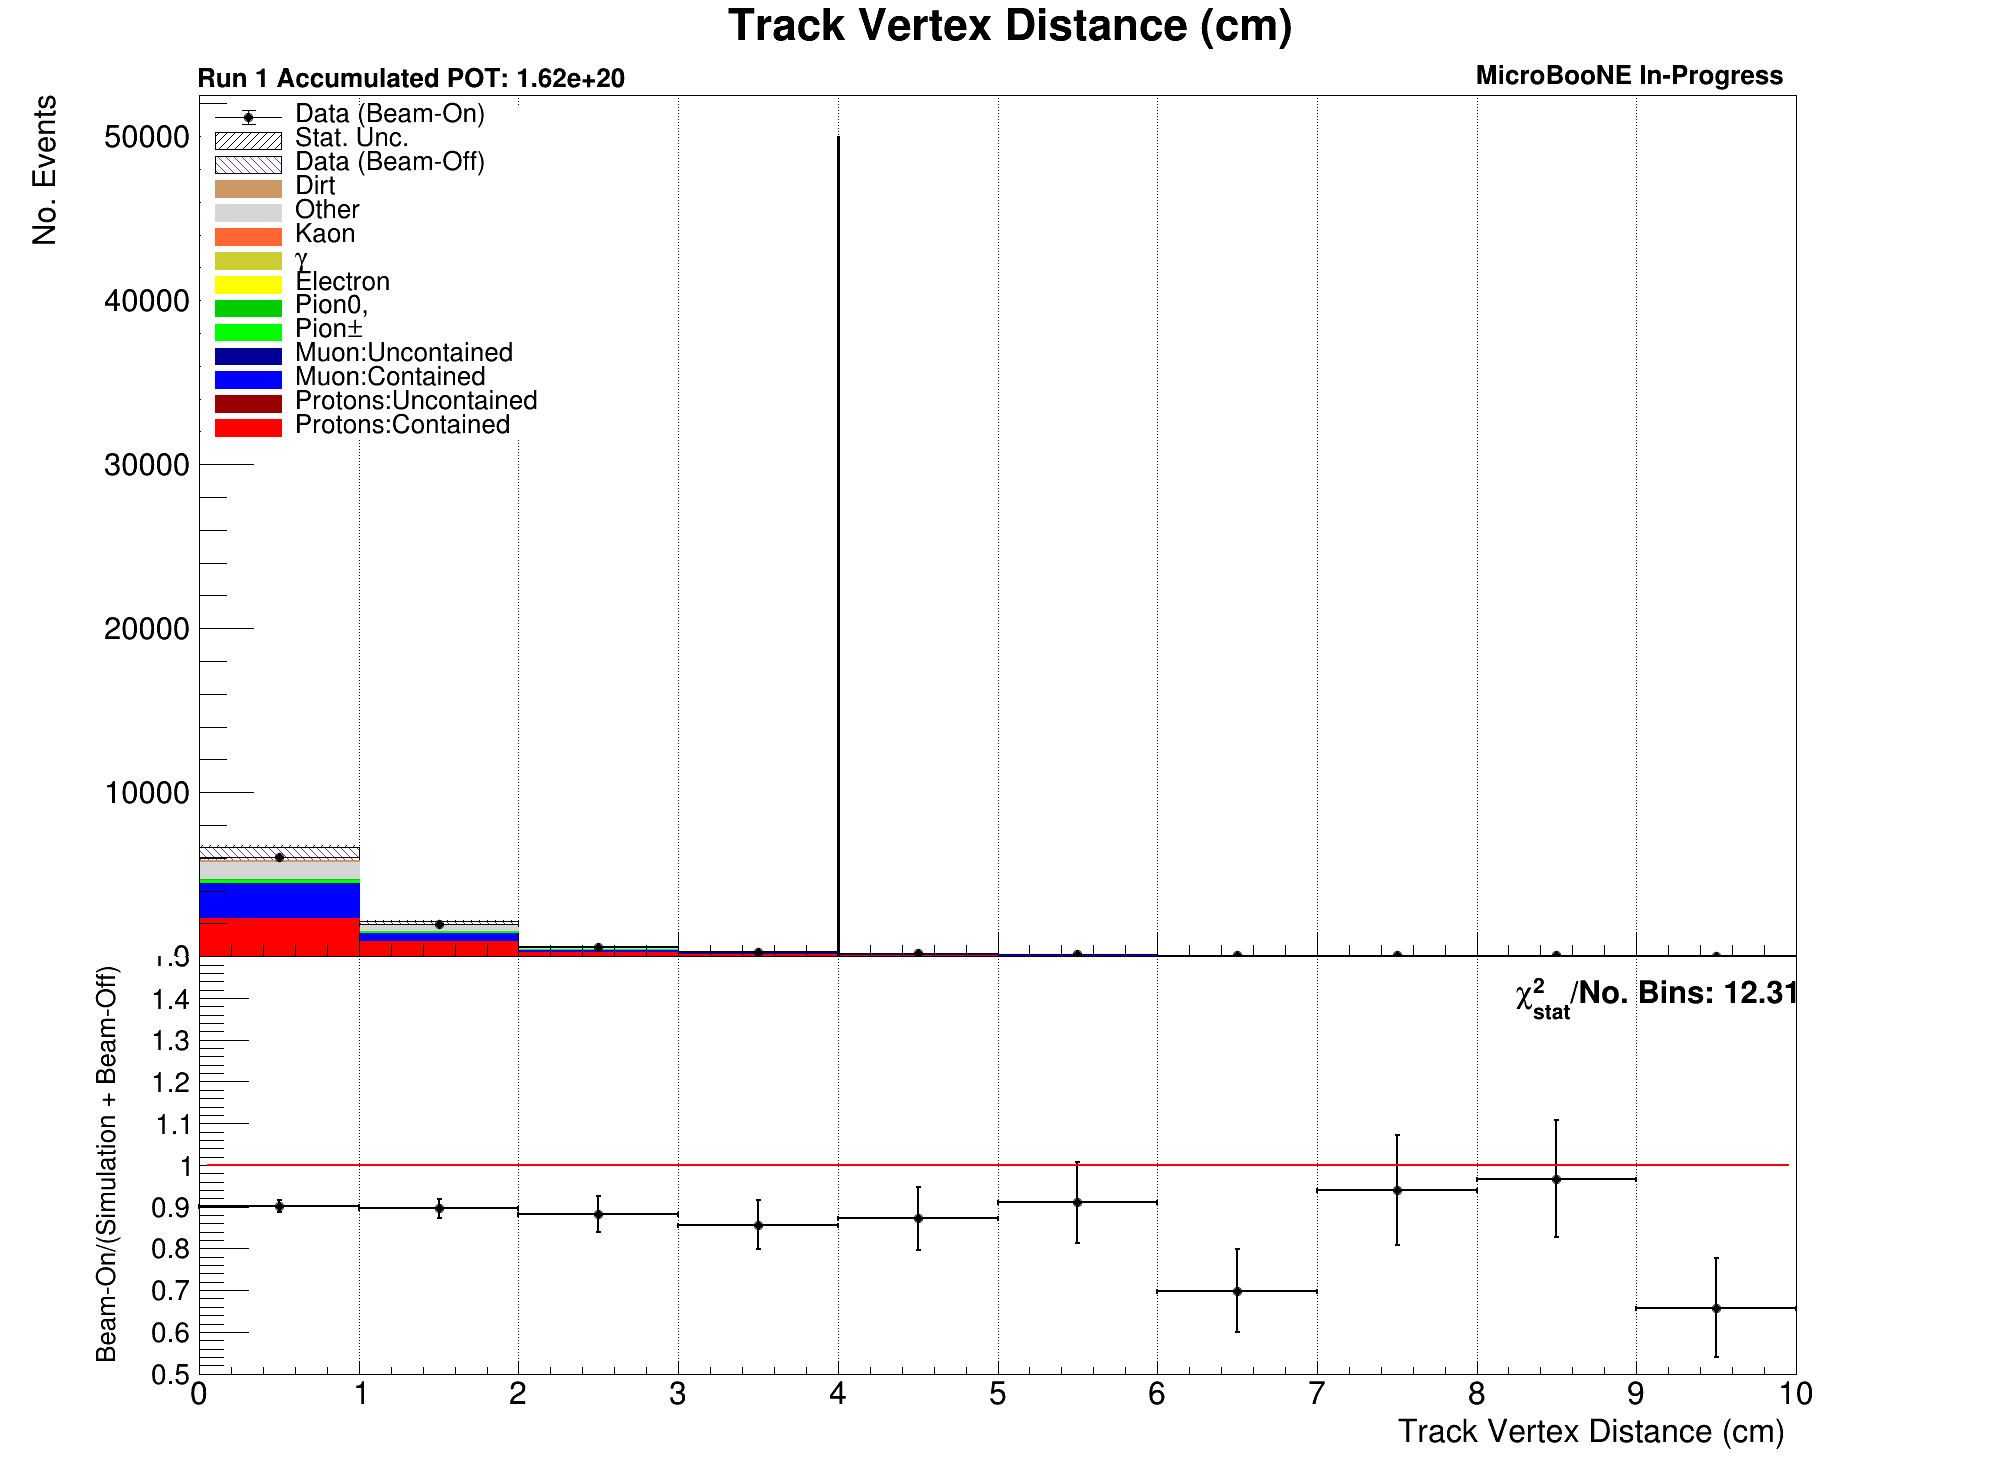 Track Vertex Distance (cm)
Run 1 Accumulated POT: 1.62e+20
MicroBooNE In-Progress
No. Events
50000
40000
30000
20000
10000
0
Data (Beam-On)
Stat. Unc.
Data (Beam-Off)
Dirt
Other
Kaon
γ
Electron
Pion0,
Pion±
Muon:Uncontained
Muon:Contained
Protons:Uncontained
Protons:Contained
Beam-On/(Simulation + Beam-Off)
1.5
1.4
1.3
1.2
1.1
1
0.9
0.8
0.7
0.6
0.5
χ²stat/No. Bins: 12.31
0 1 2 3 4 5 6 7 8 9 10
Track Vertex Distance (cm)